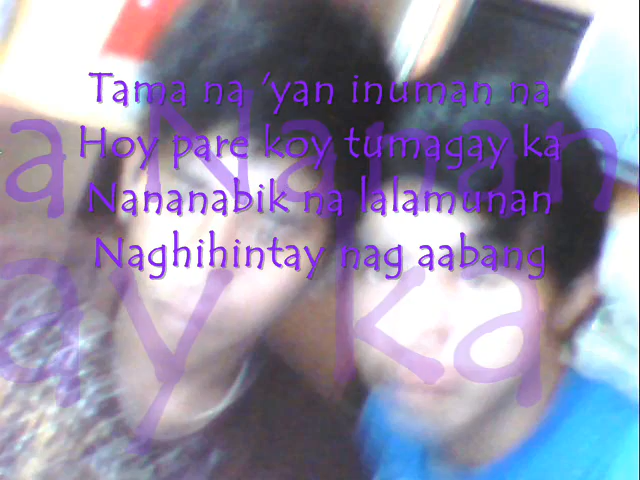 Tama na 'yan inuman na
Hoy pare koy tumagay ka
Nananabik na lalamunan
Naghihintay nag aabang